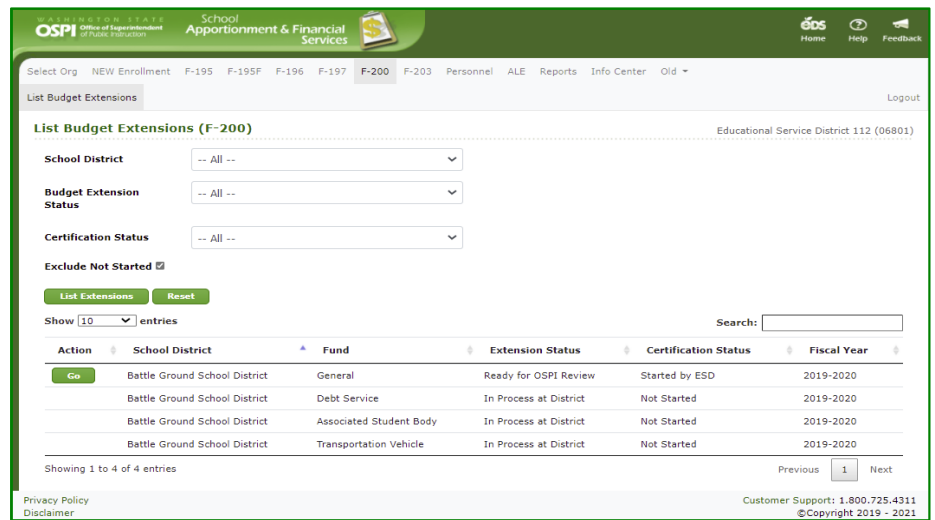 WASHINGTON STATE
OSPI Office of Superintendent of Public Instruction
School
Apportionment & Financial
Services
EDS Home Help Feedback
Select Org NEW Enrollment F-195 F-195F F-196 F-197 F-200 F-203 Personnel ALE Reports Info Center Old
List Budget Extensions Logout
List Budget Extensions (F-200) Educational Service District 112 (06801)
School District -- All --
Budget Extension Status -- All --
Certification Status -- All --
Exclude Not Started
List Extensions Reset
Show 10 entries Search:
Action School District Fund Extension Status Certification Status Fiscal Year
Go Battle Ground School District General Ready for OSPI Review Started by ESD 2019-2020
Battle Ground School District Debt Service In Process at District Not Started 2019-2020
Battle Ground School District Associated Student Body In Process at District Not Started 2019-2020
Battle Ground School District Transportation Vehicle In Process at District Not Started 2019-2020
Showing 1 to 4 of 4 entries Previous 1 Next
Privacy Policy Customer Support: 1.800.725.4311
Disclaimer ©Copyright 2019 - 2021